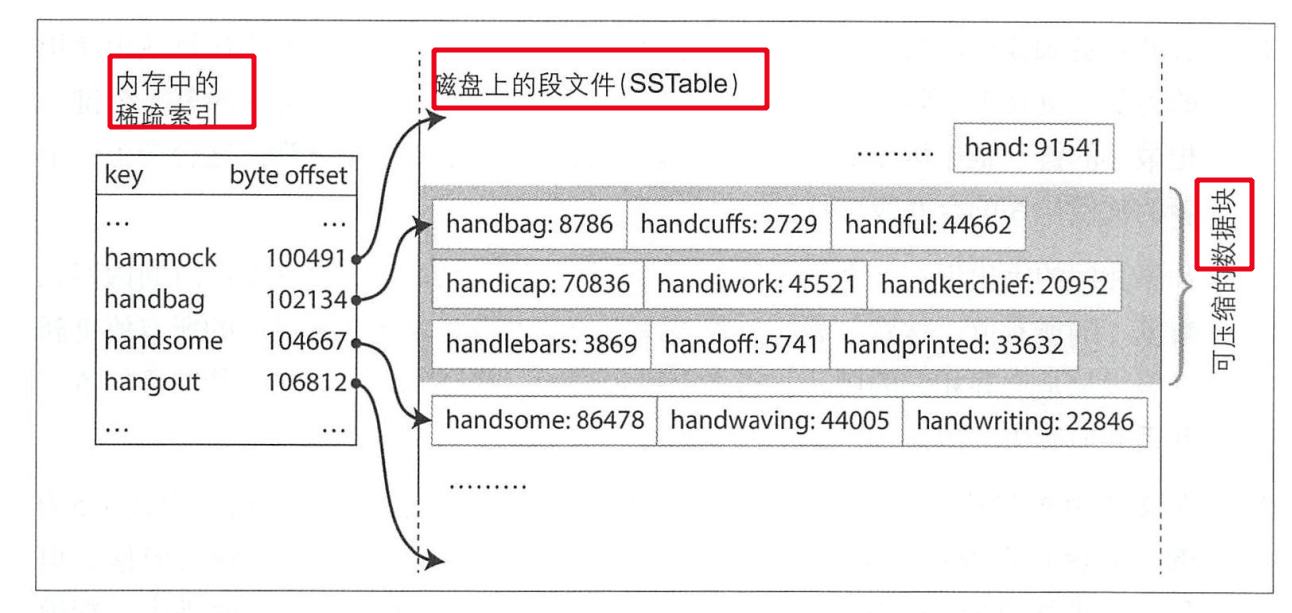 内存中的
稀疏索引
磁盘上的段文件(SSTable)
key byte offset
... ...
hammock 100491
handbag 102134
handsome 104667
hangout 106812
... ...
......... hand: 91541
handbag: 8786 handcuffs: 2729 handful: 44662
handicap: 70836 handiwork: 45521 handkerchief: 20952
handlebars: 3869 handoff: 5741 handprinted: 33632
handsome: 86478 handwaving: 44005 handwriting: 22846
.........
可压缩的数据块